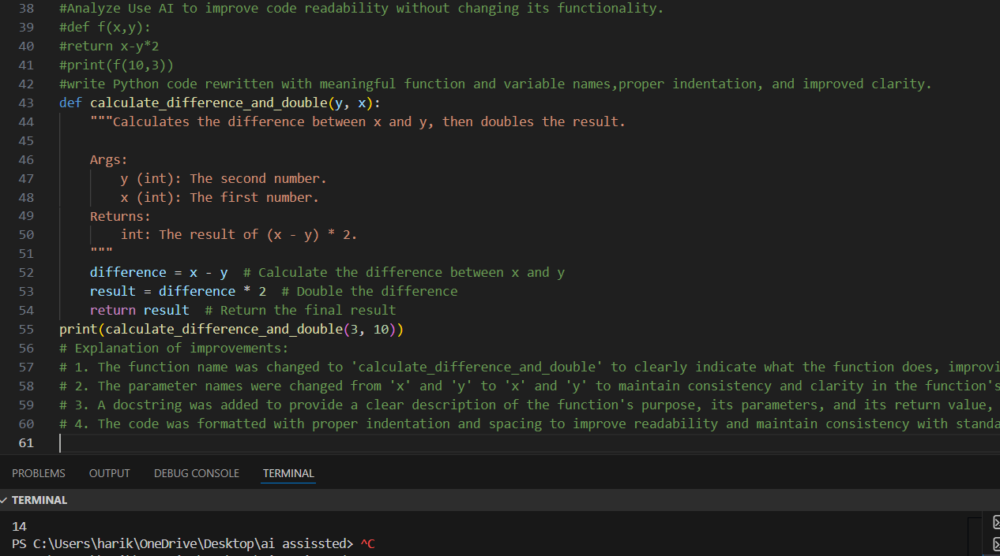 38 #Analyze Use AI to improve code readability without changing its functionality.
39 #def f(x,y):
40 #return x-y*2
41 #print(f(10,3))
42 #write Python code rewritten with meaningful function and variable names,proper indentation, and improved clarity.
43 def calculate_difference_and_double(y, x):
44     """Calculates the difference between x and y, then doubles the result.
45
46     Args:
47         y (int): The second number.
48         x (int): The first number.
49     Returns:
50         int: The result of (x - y) * 2.
51     """
52     difference = x - y  # Calculate the difference between x and y
53     result = difference * 2  # Double the difference
54     return result  # Return the final result
55 print(calculate_difference_and_double(3, 10))
56 # Explanation of improvements:
57 # 1. The function name was changed to 'calculate_difference_and_double' to clearly indicate what the function does, improvi
58 # 2. The parameter names were changed from 'x' and 'y' to 'x' and 'y' to maintain consistency and clarity in the function's
59 # 3. A docstring was added to provide a clear description of the function's purpose, its parameters, and its return value,
60 # 4. The code was formatted with proper indentation and spacing to improve readability and maintain consistency with standa
61
PROBLEMS OUTPUT DEBUG CONSOLE TERMINAL
TERMINAL
14
PS C:\Users\harik\OneDrive\Desktop\ai assissted> ^C